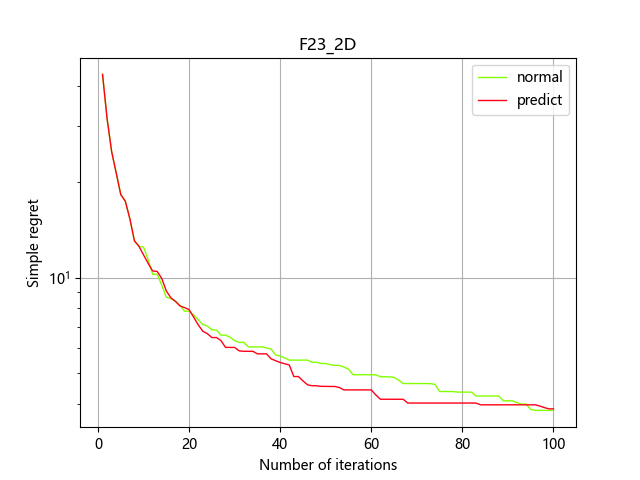 F23_2D
normal
predict
Simple regret
10¹
0 20 40 60 80 100
Number of iterations